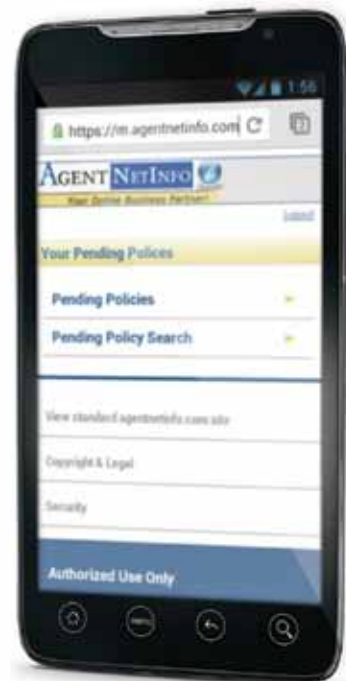 1:56
https://m.agentnetinfo.com
AGENT NETINFO
Your Online Business Partner!
Logout
Your Pending Polices
Pending Policies
Pending Policy Search
View standard agentnetinfo.com site
Copyright & Legal
Security
Authorized Use Only
MENU